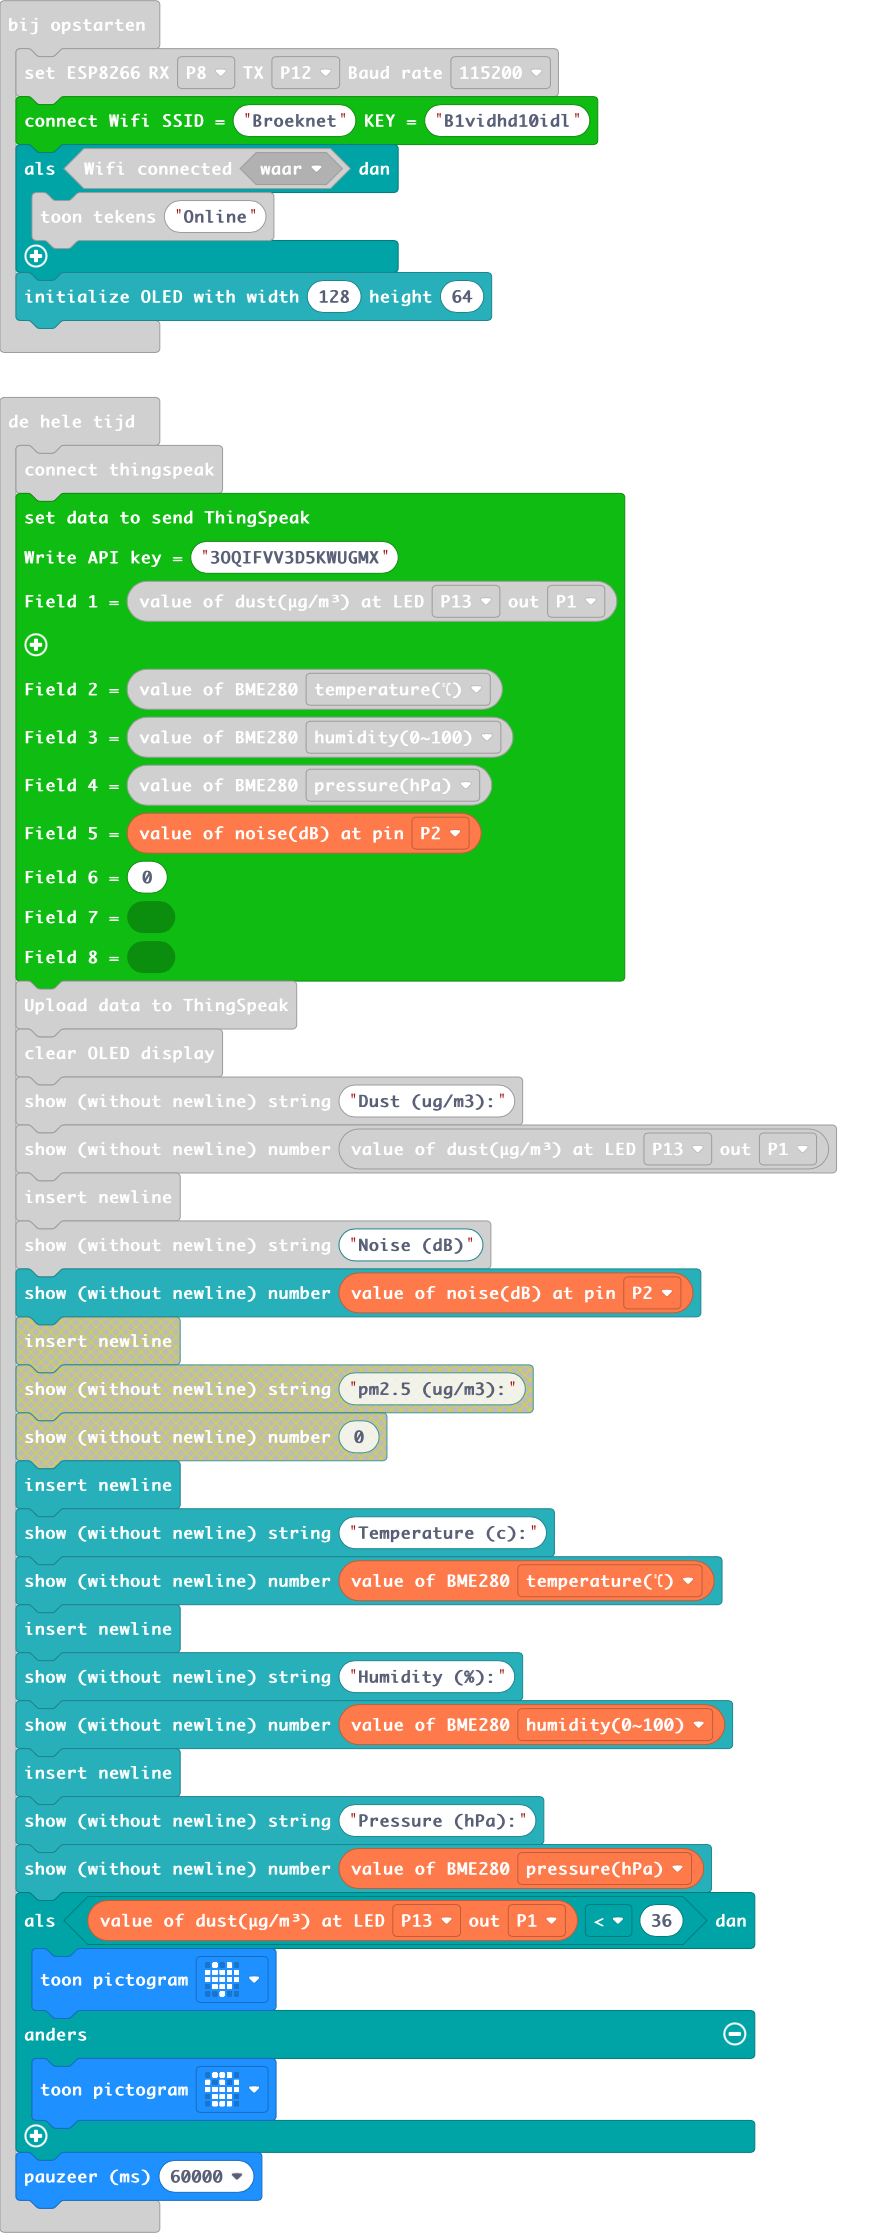 bij opstarten
set ESP8266 RX P8 TX P12 Baud rate 115200
connect Wifi SSID = "Broeknet" KEY = "B1vidhd10idl"
als Wifi connected waar dan
toon tekens "Online"
initialize OLED with width 128 height 64
de hele tijd
connect thingspeak
set data to send ThingSpeak
Write API key = "3OQIFVV3D5KWUGMX"
Field 1 = value of dust(μg/m³) at LED P13 out P1
Field 2 = value of BME280 temperature(℃)
Field 3 = value of BME280 humidity(0~100)
Field 4 = value of BME280 pressure(hPa)
Field 5 = value of noise(dB) at pin P2
Field 6 = 0
Field 7 =
Field 8 =
Upload data to ThingSpeak
clear OLED display
show (without newline) string "Dust (ug/m3):"
show (without newline) number value of dust(μg/m³) at LED P13 out P1
insert newline
show (without newline) string "Noise (dB)"
show (without newline) number value of noise(dB) at pin P2
insert newline
show (without newline) string "pm2.5 (ug/m3):"
show (without newline) number 0
insert newline
show (without newline) string "Temperature (c):"
show (without newline) number value of BME280 temperature(℃)
insert newline
show (without newline) string "Humidity (%):"
show (without newline) number value of BME280 humidity(0~100)
insert newline
show (without newline) string "Pressure (hPa):"
show (without newline) number value of BME280 pressure(hPa)
als value of dust(μg/m³) at LED P13 out P1 < 36 dan
toon pictogram
anders
toon pictogram
pauzeer (ms) 60000